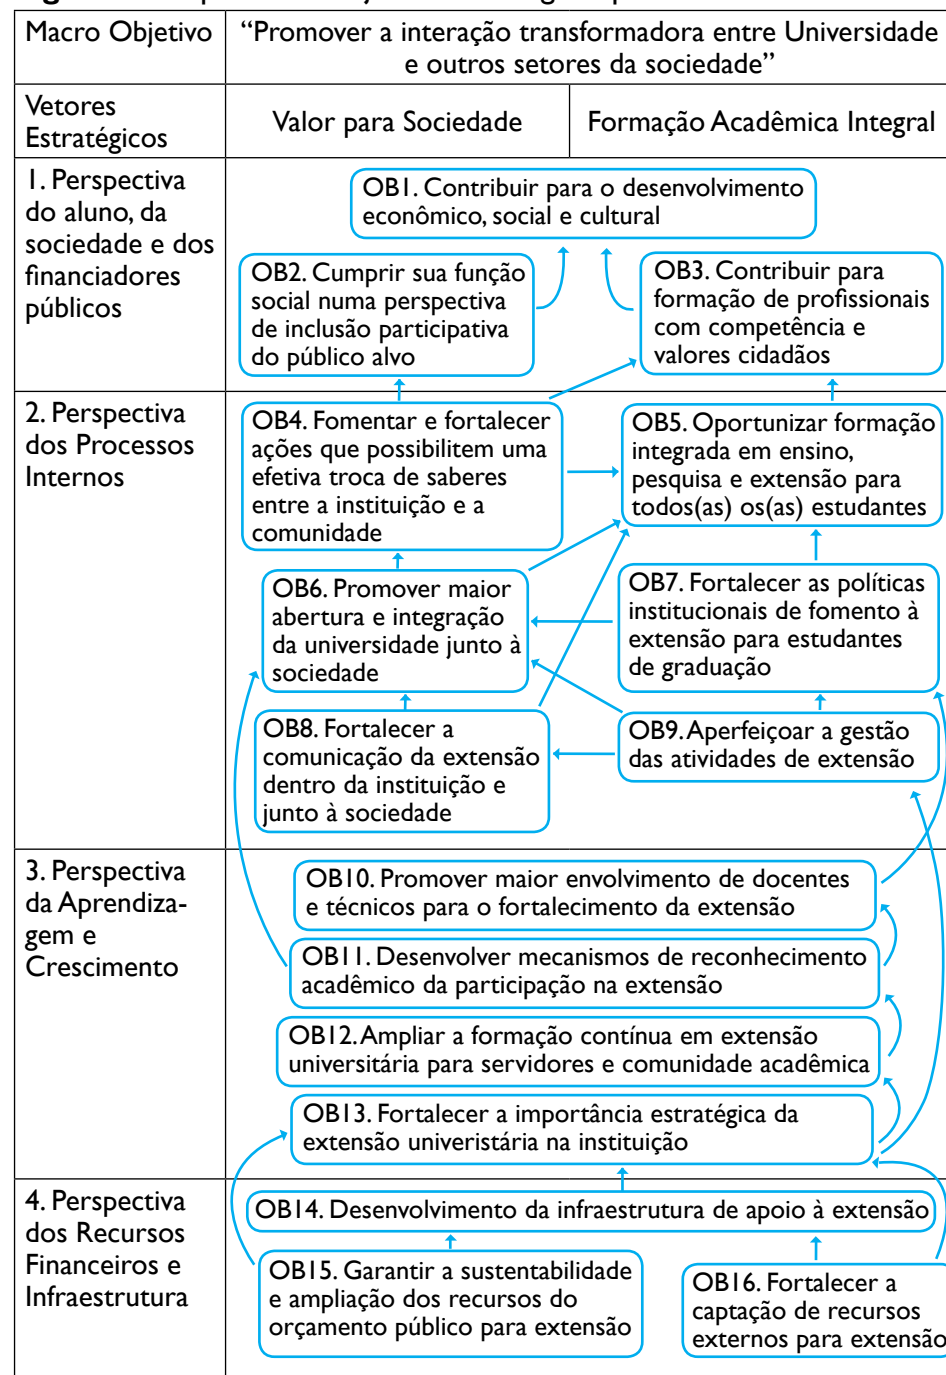 Macro Objetivo
“Promover a interação transformadora entre Universidade
e outros setores da sociedade”
Vetores
Estratégicos
Valor para Sociedade
Formação Acadêmica Integral
1. Perspectiva
do aluno, da
sociedade e dos
financiadores
públicos
OB1. Contribuir para o desenvolvimento
econômico, social e cultural
OB2. Cumprir sua função
social numa perspectiva
de inclusão participativa
do público alvo
OB3. Contribuir para
formação de profissionais
com competência e
valores cidadãos
2. Perspectiva
dos Processos
Internos
OB4. Fomentar e fortalecer
ações que possibilitem uma
efetiva troca de saberes
entre a instituição e a
comunidade
OB5. Oportunizar formação
integrada em ensino,
pesquisa e extensão para
todos(as) os(as) estudantes
OB6. Promover maior
abertura e integração
da universidade junto à
sociedade
OB7. Fortalecer as políticas
institucionais de fomento à
extensão para estudantes
de graduação
OB8. Fortalecer a
comunicação da extensão
dentro da instituição e
junto à sociedade
OB9. Aperfeiçoar a gestão
das atividades de extensão
3. Perspectiva
da Aprendiza-
gem e
Crescimento
OB10. Promover maior envolvimento de docentes
e técnicos para o fortalecimento da extensão
OB11. Desenvolver mecanismos de reconhecimento
acadêmico da participação na extensão
OB12. Ampliar a formação contínua em extensão
universitária para servidores e comunidade acadêmica
OB13. Fortalecer a importância estratégica da
extensão univeristária na instituição
4. Perspectiva
dos Recursos
Financeiros e
Infraestrutura
OB14. Desenvolvimento da infraestrutura de apoio à extensão
OB15. Garantir a sustentabilidade
e ampliação dos recursos do
orçamento público para extensão
OB16. Fortalecer a
captação de recursos
externos para extensão